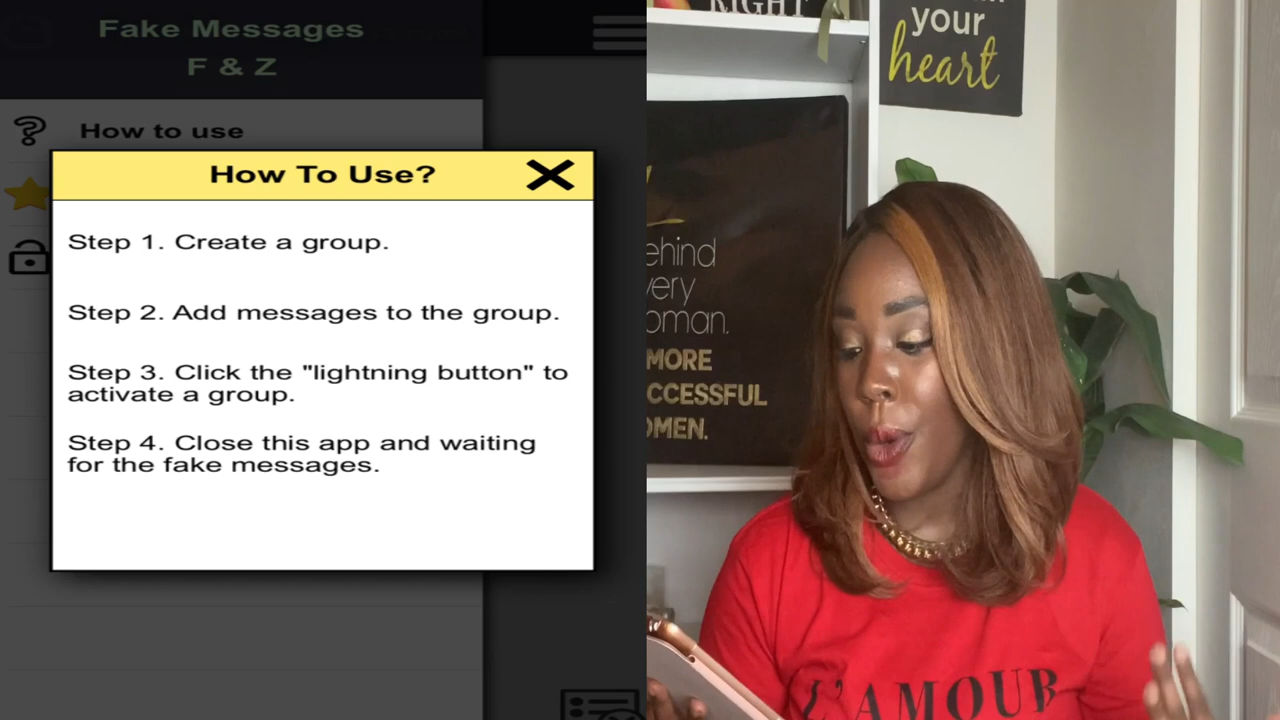 Fake Messages
F & Z
How to use
How To Use?
Step 1. Create a group.
Step 2. Add messages to the group.
Step 3. Click the "lightning button" to
activate a group.
Step 4. Close this app and waiting
for the fake messages.
RIGHT
your
heart
ehind
very
oman.
MORE
CCESSFUL
OMEN.
L'AMOUR